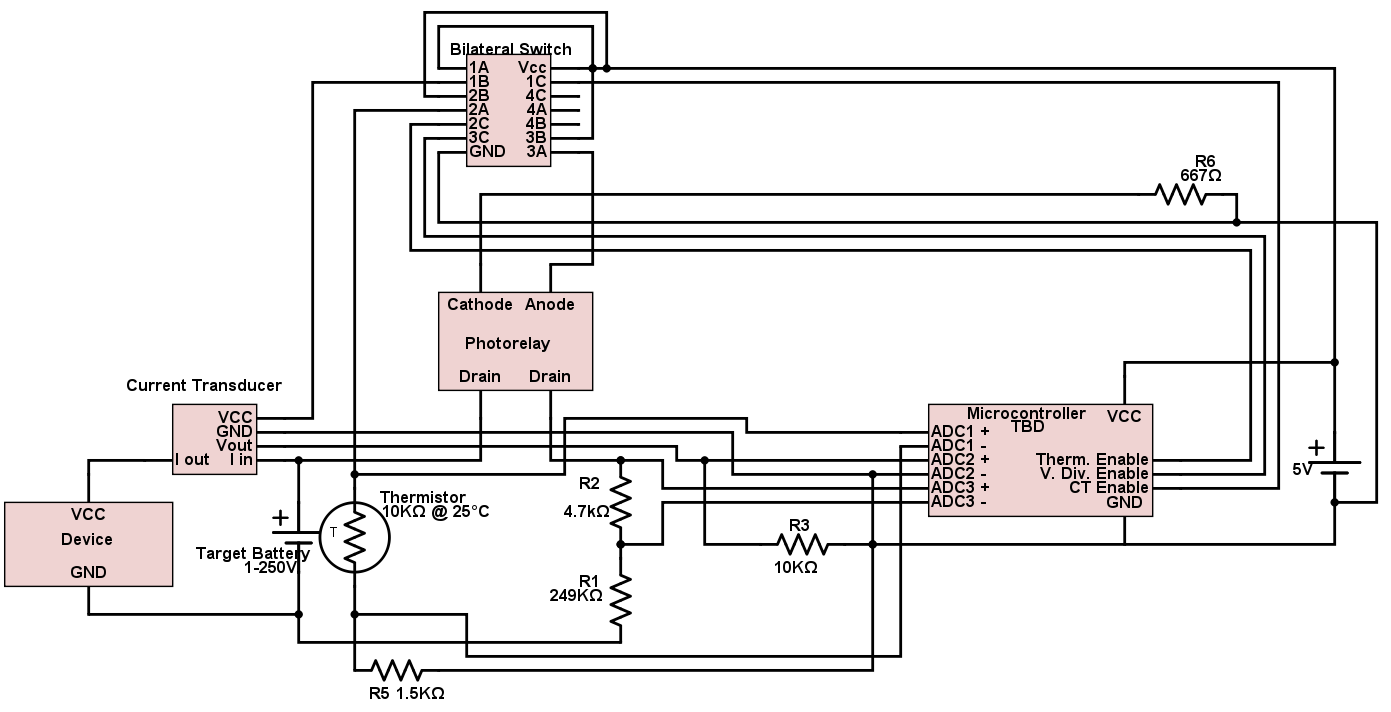 Bilateral Switch
1A Vcc
1B 1C
2B 4C
2A 4A
2C 4B
3C 3B
GND 3A
R6
667Ω
Cathode Anode
Photorelay
Drain Drain
Current Transducer
VCC
GND
Vout
I out I in
Microcontroller VCC
TBD
ADC1 +
ADC1 -
ADC2 + Therm. Enable
ADC2 - V. Div. Enable
ADC3 + CT Enable
ADC3 - GND
+
5V
R2
4.7kΩ
Thermistor
10KΩ @ 25°C
T
+
Target Battery
1-250V
VCC
Device
GND
R3
10KΩ
R1
249KΩ
R5 1.5KΩ